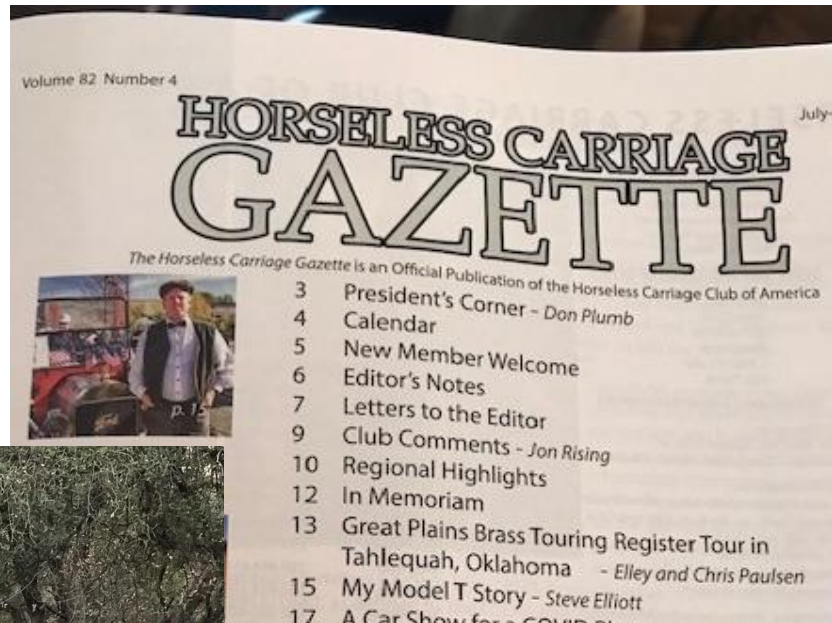 Volume 82 Number 4
July-
HORSELESS CARRIAGE
GAZETTE
The Horseless Carriage Gazette is an Official Publication of the Horseless Carriage Club of America
3 President's Corner - Don Plumb
4 Calendar
5 New Member Welcome
6 Editor's Notes
7 Letters to the Editor
9 Club Comments - Jon Rising
10 Regional Highlights
12 In Memoriam
13 Great Plains Brass Touring Register Tour in
Tahlequah, Oklahoma - Elley and Chris Paulsen
15 My Model T Story - Steve Elliott
17 A Car Show for a COVID
p. 15